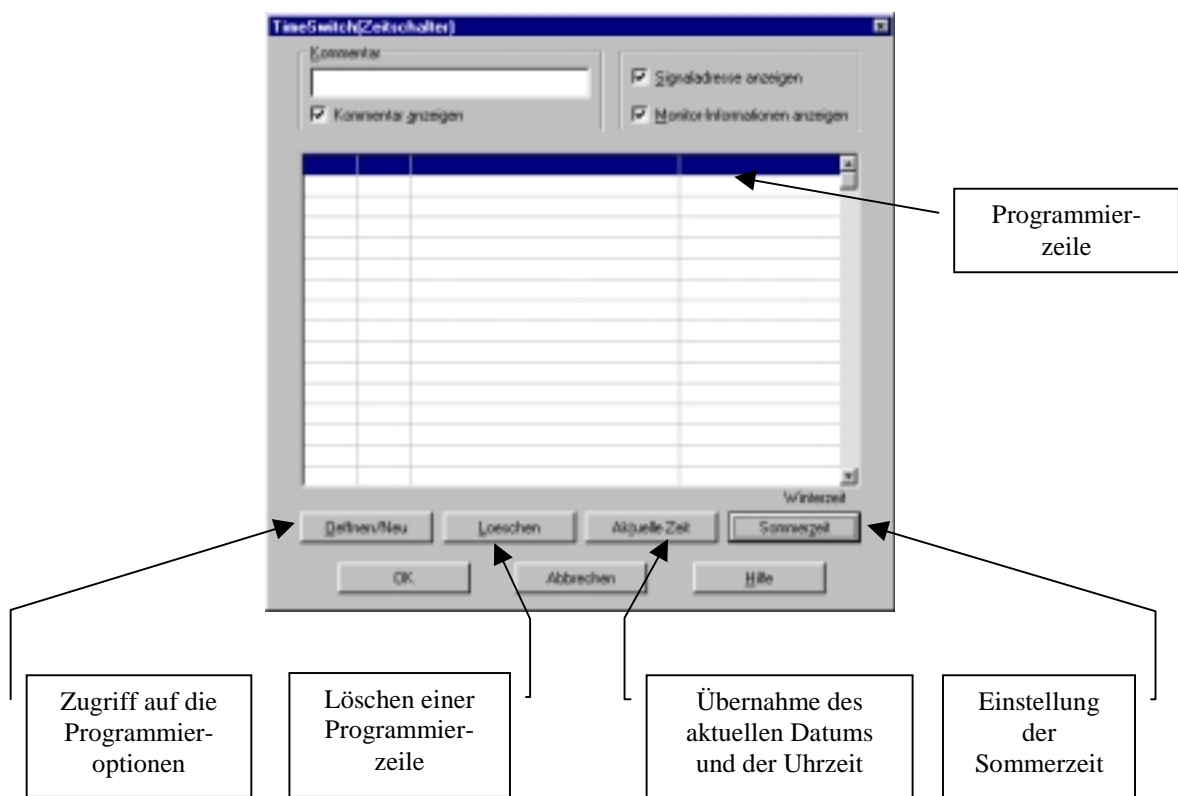 TimeSwitch(Zeitschalter)
Kommentar
Kommentar anzeigen
Signaladresse anzeigen
Monitor-Informationen anzeigen
Programmier-
zeile
Winterzeit
Oeffnen/Neu
Loeschen
Aktuelle Zeit
Sommerzeit
OK
Abbrechen
Hilfe
Zugriff auf die
Programmier-
optionen
Löschen einer
Programmier-
zeile
Übernahme des
aktuellen Datums
und der Uhrzeit
Einstellung
der
Sommerzeit